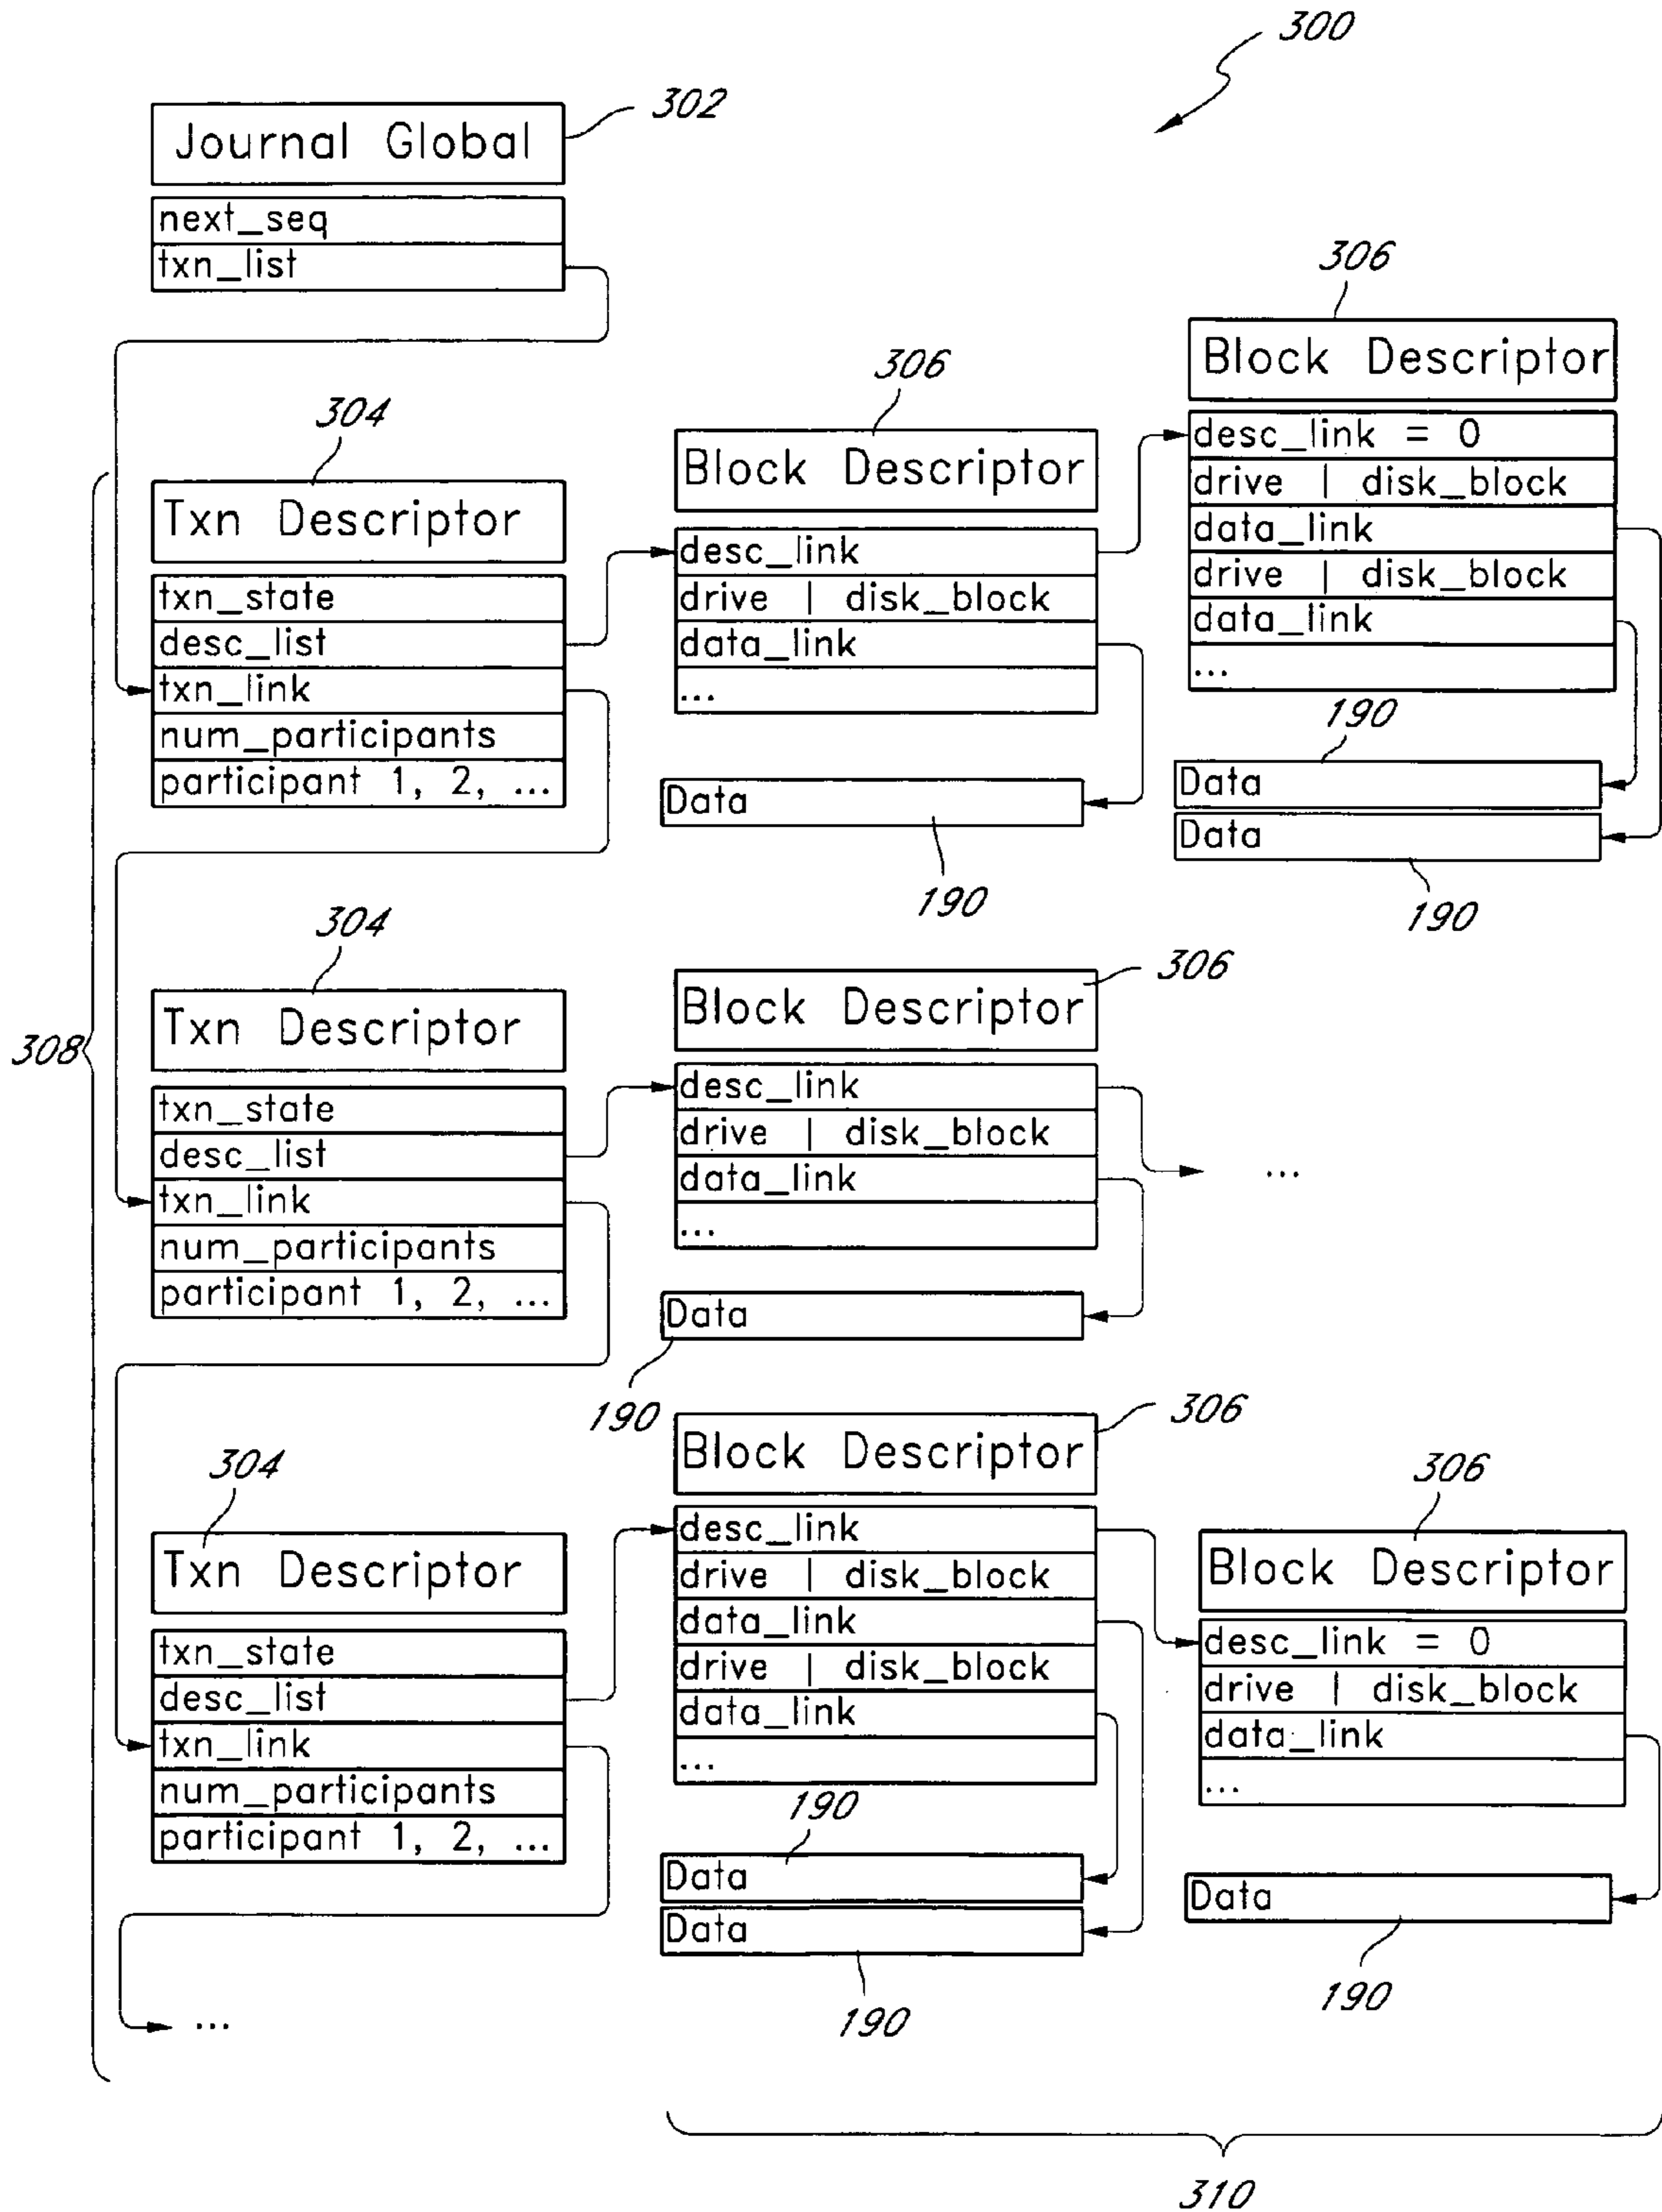 300
302
Journal Global
next_seq
txn_list
306
Block Descriptor
desc_link = 0
drive | disk_block
data_link
drive | disk_block
data_link
...
190
Data
Data
190
306
Block Descriptor
desc_link
drive | disk_block
data_link
...
Data
190
304
Txn Descriptor
txn_state
desc_list
txn_link
num_participants
participant 1, 2, ...
308
304
Txn Descriptor
txn_state
desc_list
txn_link
num_participants
participant 1, 2, ...
306
Block Descriptor
desc_link
drive | disk_block
data_link
...
...
Data
190
304
Txn Descriptor
txn_state
desc_list
txn_link
num_participants
participant 1, 2, ...
...
306
Block Descriptor
desc_link
drive | disk_block
data_link
drive | disk_block
data_link
...
190
Data
Data
190
306
Block Descriptor
desc_link = 0
drive | disk_block
data_link
...
Data
190
310